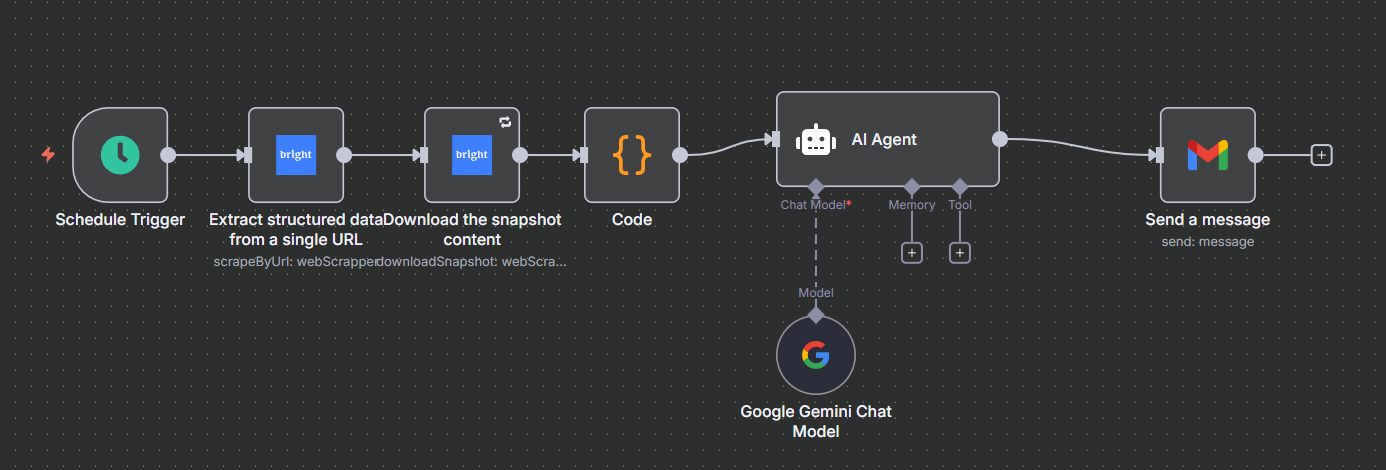 bright
bright
AI Agent
Schedule Trigger
Extract structured data
from a single URL
scrapeByUrl: webScrapper
Download the snapshot
content
downloadSnapshot: webScra...
Code
Chat Model*
Memory
Tool
Send a message
send: message
Model
Google Gemini Chat
Model